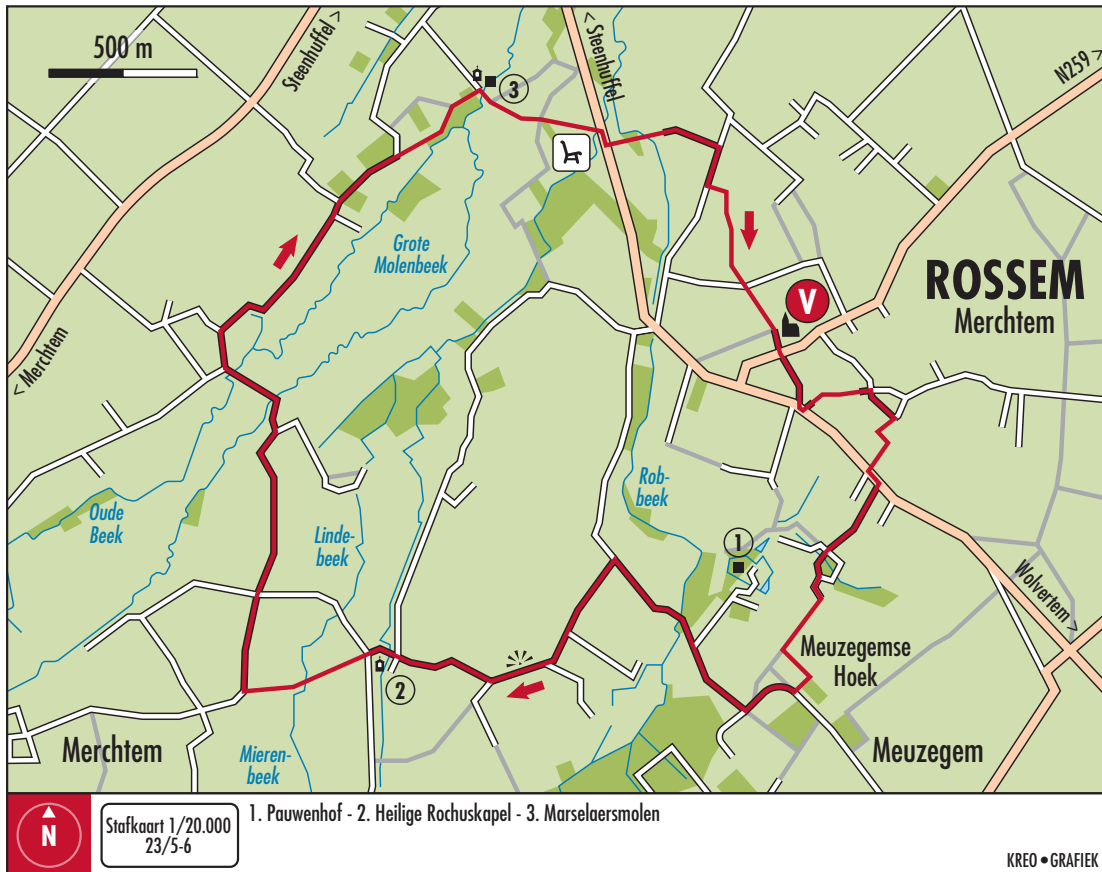 500 m
Steenhuffel >
< Steenhuffel
N259 >
3
Grote
Molenbeek
V
ROSSEM
Merchtem
< Merchtem
Rob-
beek
Oude
Beek
Linde-
beek
1
Wolvertem >
Meuzegemse
Hoek
2
Merchtem
Mieren-
beek
Meuzegem
N
Stafkaart 1/20.000
23/5-6
1. Pauwenhof - 2. Heilige Rochuskapel - 3. Marselaersmolen
KREO • GRAFIEK